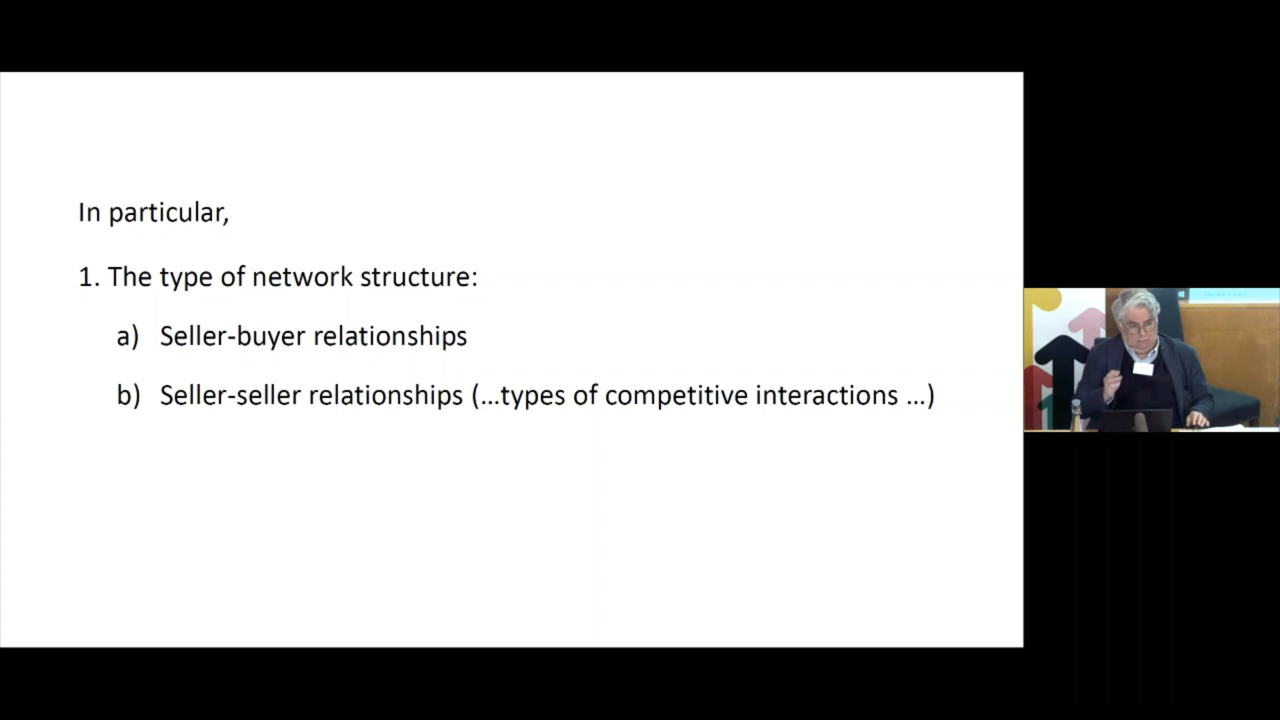 In particular,
1. The type of network structure:
a) Seller-buyer relationships
b) Seller-seller relationships (…types of competitive interactions …)